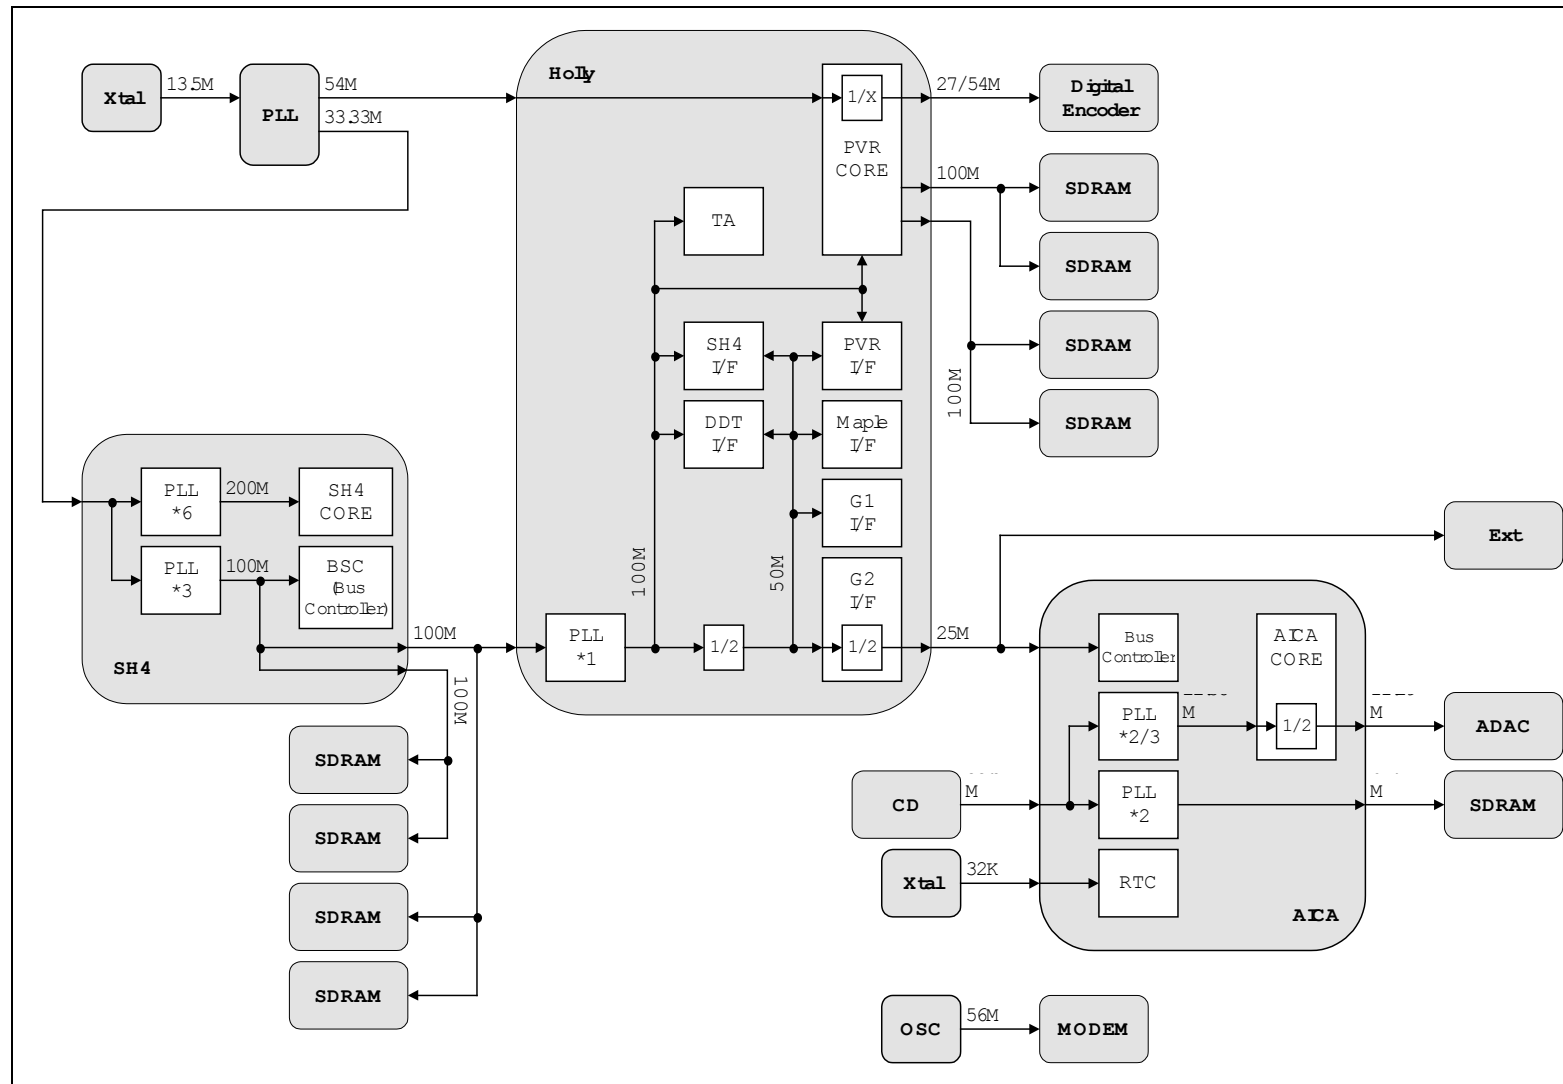 Holly
Xtal
13.5M
PLL
54M
33.33M
1/X
PVR
CORE
27/54M
Digital
Encoder
100M
SDRAM
TA
SDRAM
SDRAM
100M
SDRAM
SH4
I/F
PVR
I/F
DDT
I/F
Maple
I/F
G1
I/F
G2
I/F
1/2
100M
50M
PLL
*1
1/2
25M
Ext
PLL
*6
200M
SH4
CORE
PLL
*3
100M
BSC
(Bus
Controller)
SH4
100M
100M
SDRAM
SDRAM
SDRAM
SDRAM
Bus
Controller
AICA
CORE
PLL
*2/3
M
1/2
M
ADAC
CD
M
PLL
*2
M
SDRAM
Xtal
32K
RTC
AICA
OSC
56M
MODEM